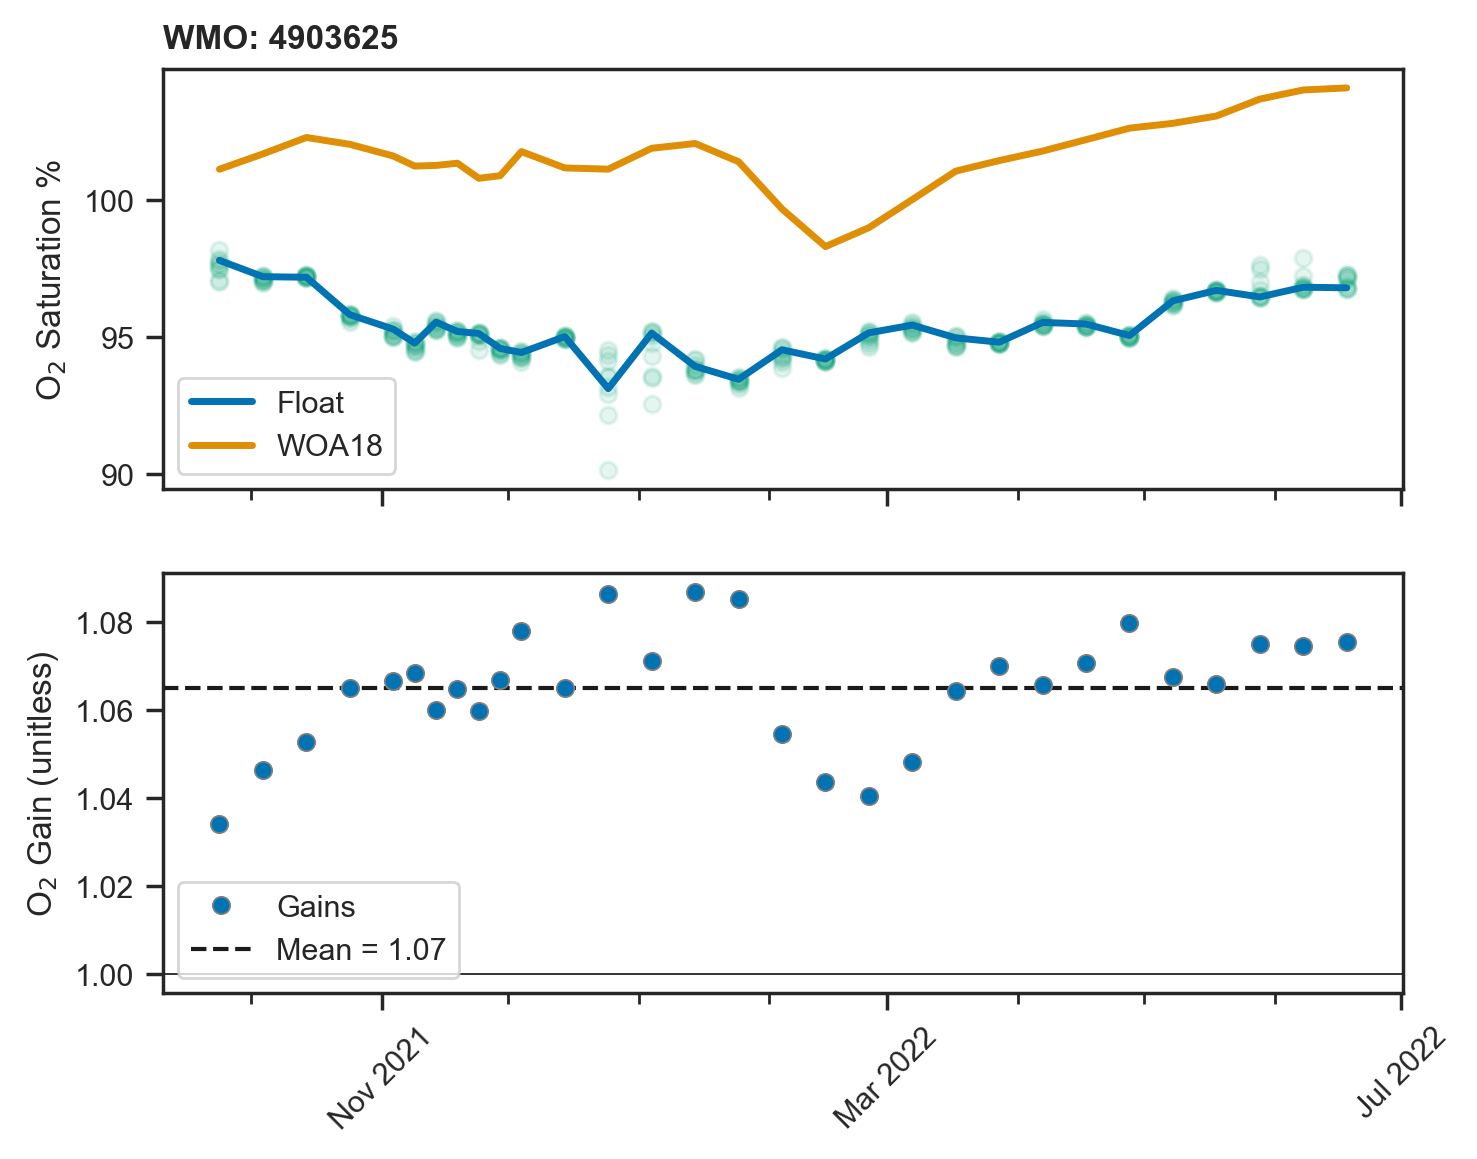 WMO: 4903625
O₂ Saturation %
100
95
90
Float
WOA18
O₂ Gain (unitless)
1.08
1.06
1.04
1.02
1.00
Gains
Mean = 1.07
Nov 2021
Mar 2022
Jul 2022